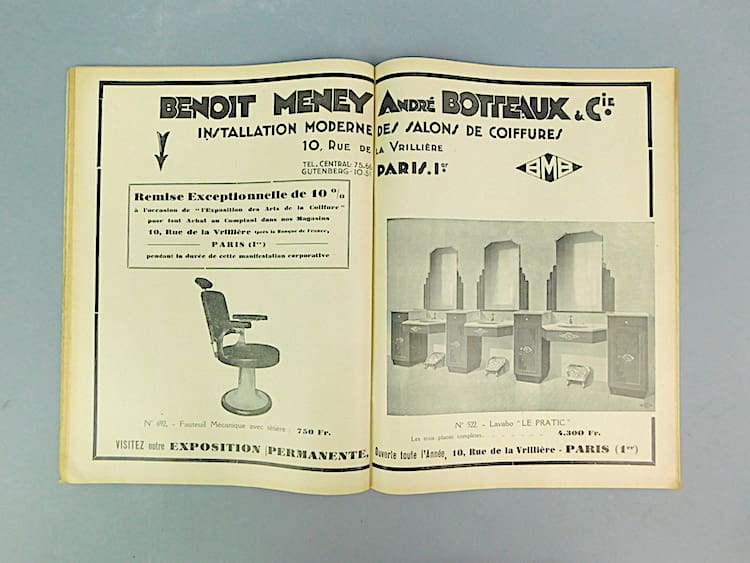 BENOIT MENEY ANDRÉ BOTTEAUX & CIE.
INSTALLATION MODERNE DES SALONS DE COIFFURES
10, RUE DE LA VRILLIÈRE
TEL. CENTRAL-75.66
GUTENBERG-10.51
PARIS.1er
BMB
Remise Exceptionnelle de 10 %
à l'occasion de "l'Exposition des Arts de la Coiffure"
pour tout Achat au Comptant dans nos Magasins
10, Rue de la Vrillière (près la Banque de France)
PARIS (1er)
pendant la durée de cette manifestation corporative
N° 692. - Fauteuil Mécanique avec têtière : 750 Fr.
N° 522. - Lavabo "LE PRATIC"
Les trois places complètes. 4.300 Fr.
VISITEZ notre EXPOSITION PERMANENTE, Ouverte toute l'Année, 10, Rue de la Vrillière - PARIS (1er)